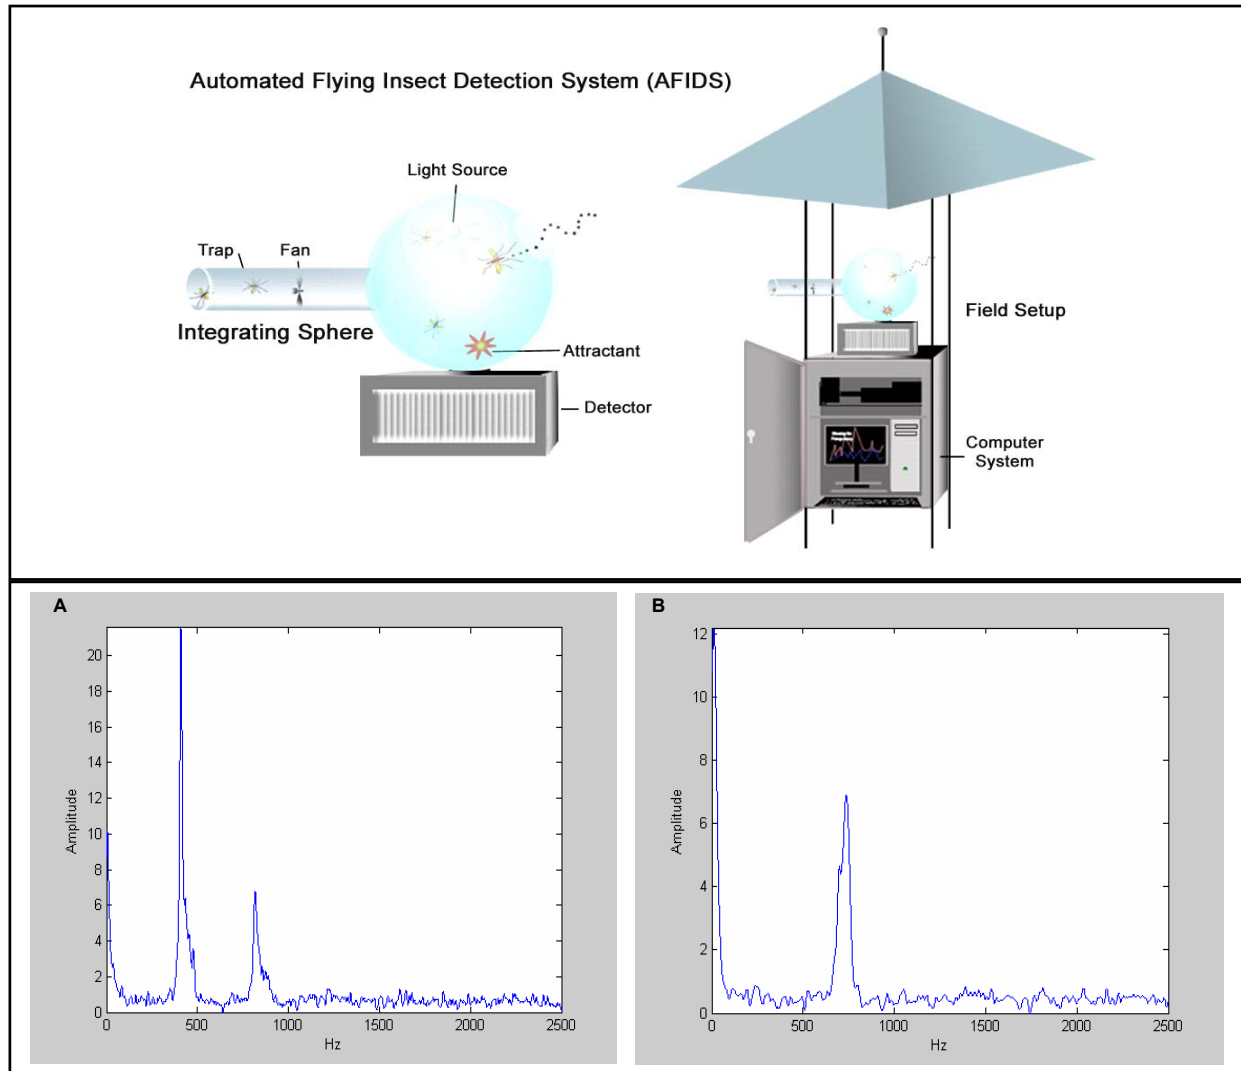 Automated Flying Insect Detection System (AFIDS)
Light Source
Trap
Fan
Integrating Sphere
Attractant
Detector
Field Setup
Computer
System
A
20
18
16
14
12
10
8
6
4
2
0
Amplitude
0
500
1000
1500
2000
2500
Hz
B
12
10
8
6
4
2
0
Amplitude
0
500
1000
1500
2000
2500
Hz